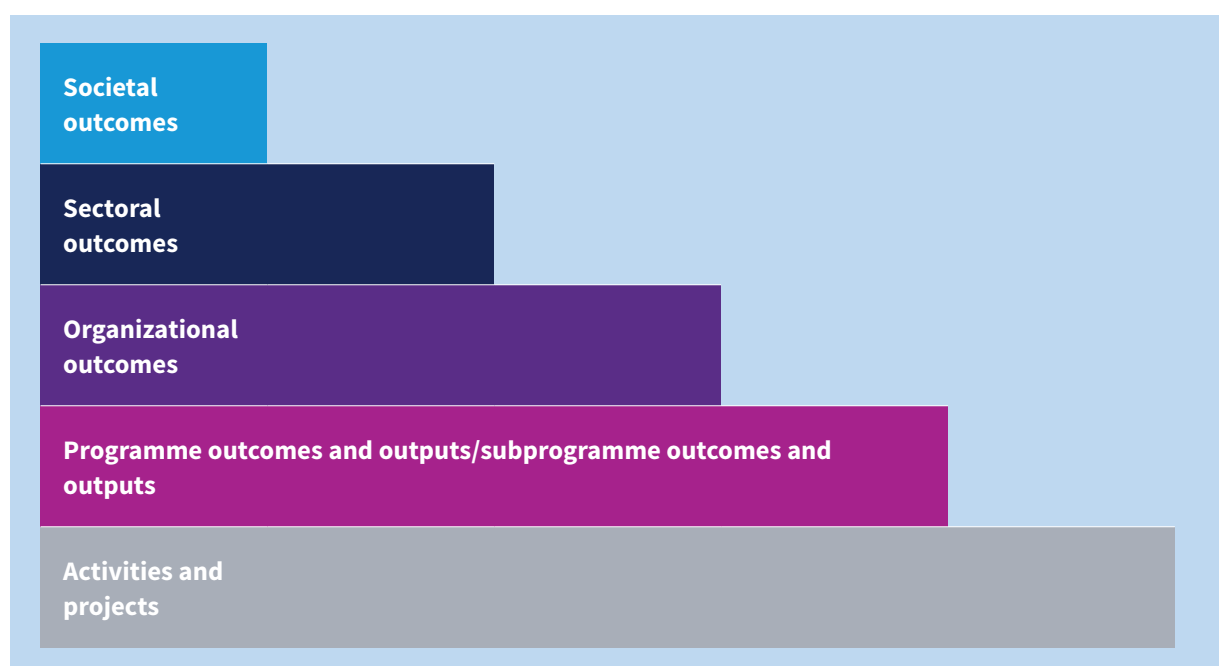 Societal
outcomes
Sectoral
outcomes
Organizational
outcomes
Programme outcomes and outputs/subprogramme outcomes and
outputs
Activities and
projects